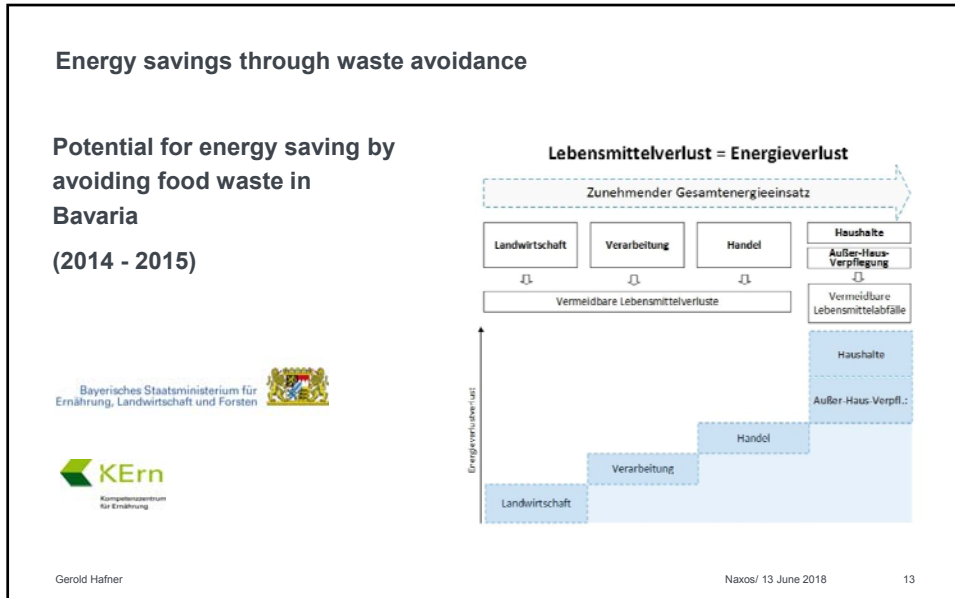 Energy savings through waste avoidance
Potential for energy saving by
avoiding food waste in
Bavaria
(2014 - 2015)
Bayerisches Staatsministerium für
Ernährung, Landwirtschaft und Forsten
KErn
Kompetenzzentrum
für Ernährung
Lebensmittelverlust = Energieverlust
Zunehmender Gesamtenergieeinsatz
Landwirtschaft
Verarbeitung
Handel
Haushalte
Außer-Haus-
Verpflegung
Vermeidbare Lebensmittelverluste
Vermeidbare
Lebensmittelabfälle
Energieverlustverlust
Haushalte
Außer-Haus-Verpfl.:
Handel
Verarbeitung
Landwirtschaft
Gerold Hafner
Naxos/ 13 June 2018
13